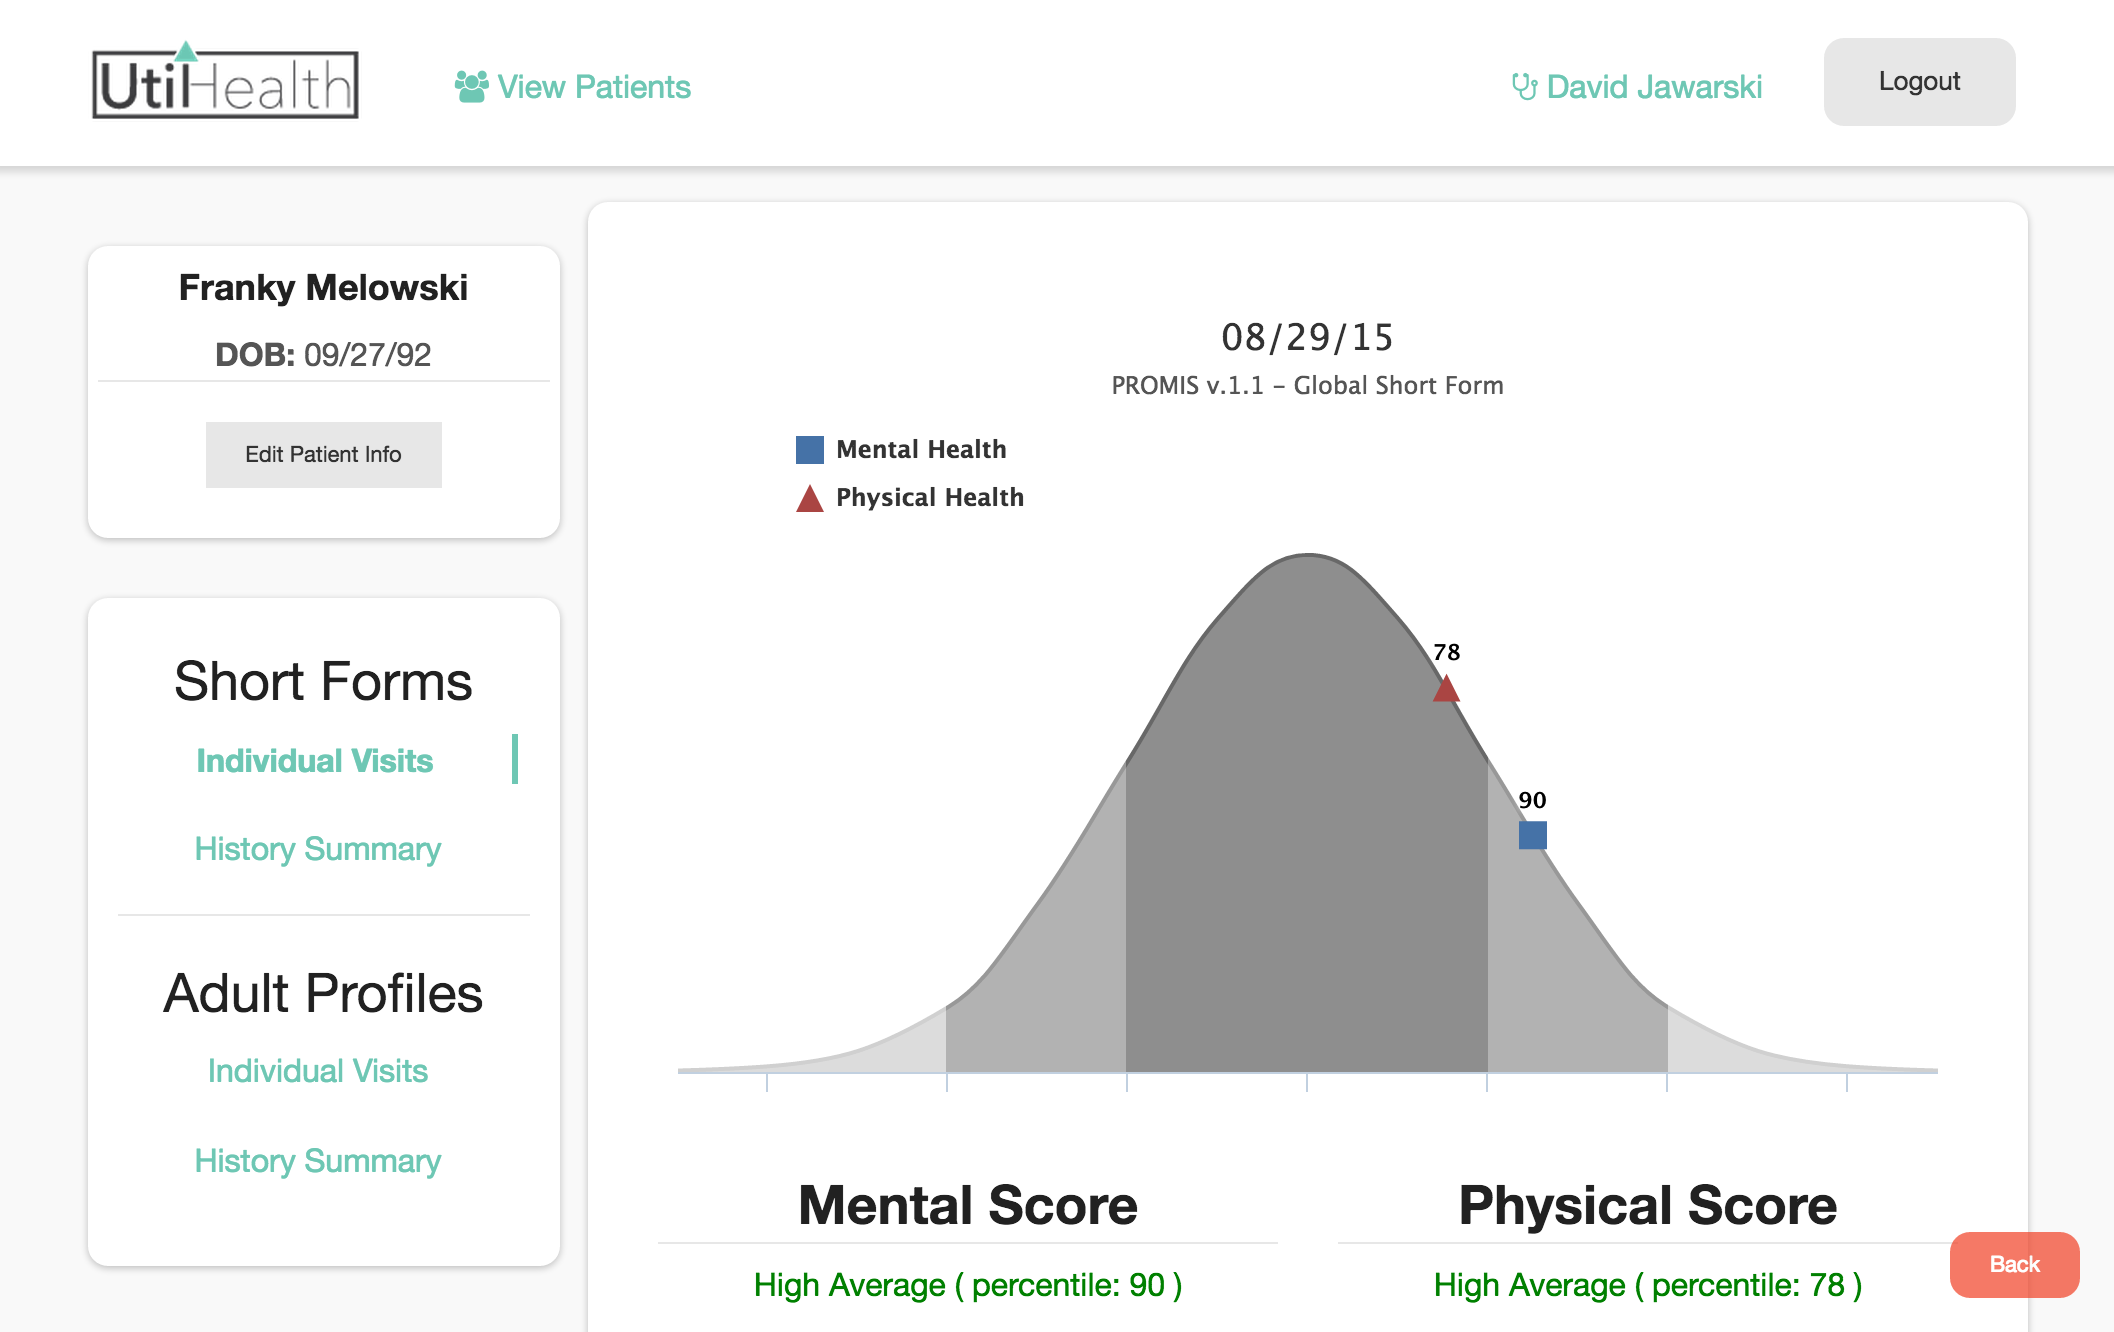 UtilHealth
View Patients
David Jawarski
Logout
Franky Melowski
DOB: 09/27/92
Edit Patient Info
Short Forms
Individual Visits
History Summary
Adult Profiles
Individual Visits
History Summary
08/29/15
PROMIS v.1.1 – Global Short Form
Mental Health
Physical Health
78
90
Mental Score
High Average ( percentile: 90 )
Physical Score
High Average ( percentile: 78 )
Back